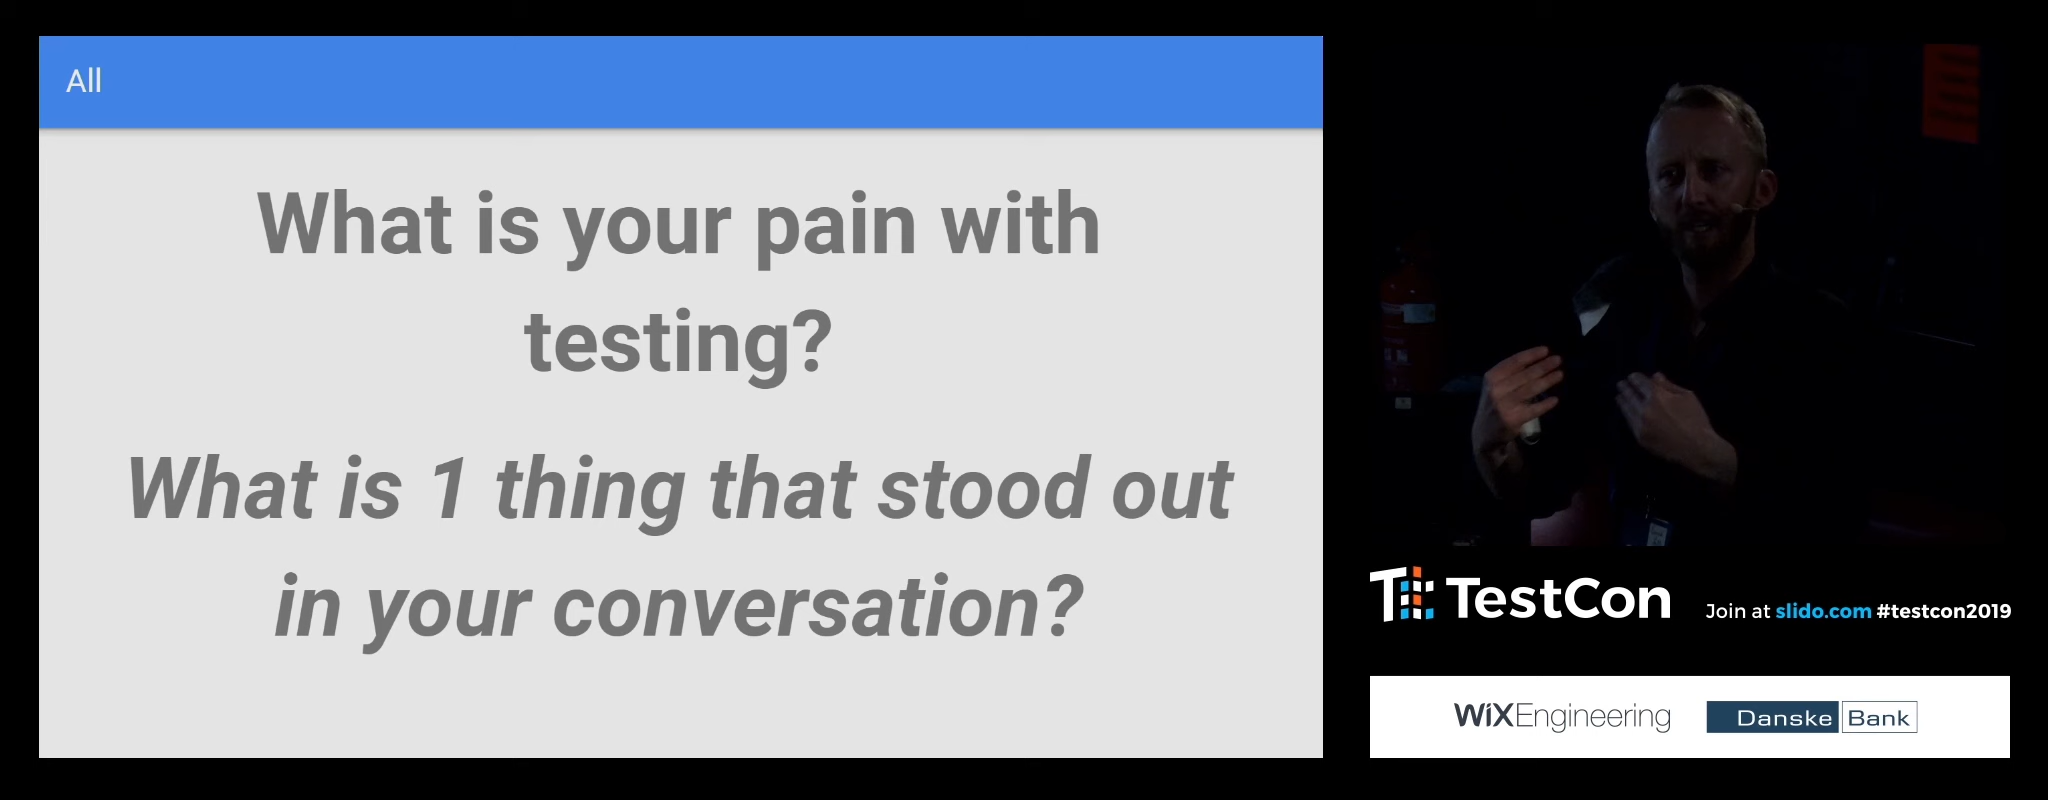 All
What is your pain with
testing?
What is 1 thing that stood out
in your conversation?
TestCon
Join at slido.com #testcon2019
WiXEngineering
Danske Bank